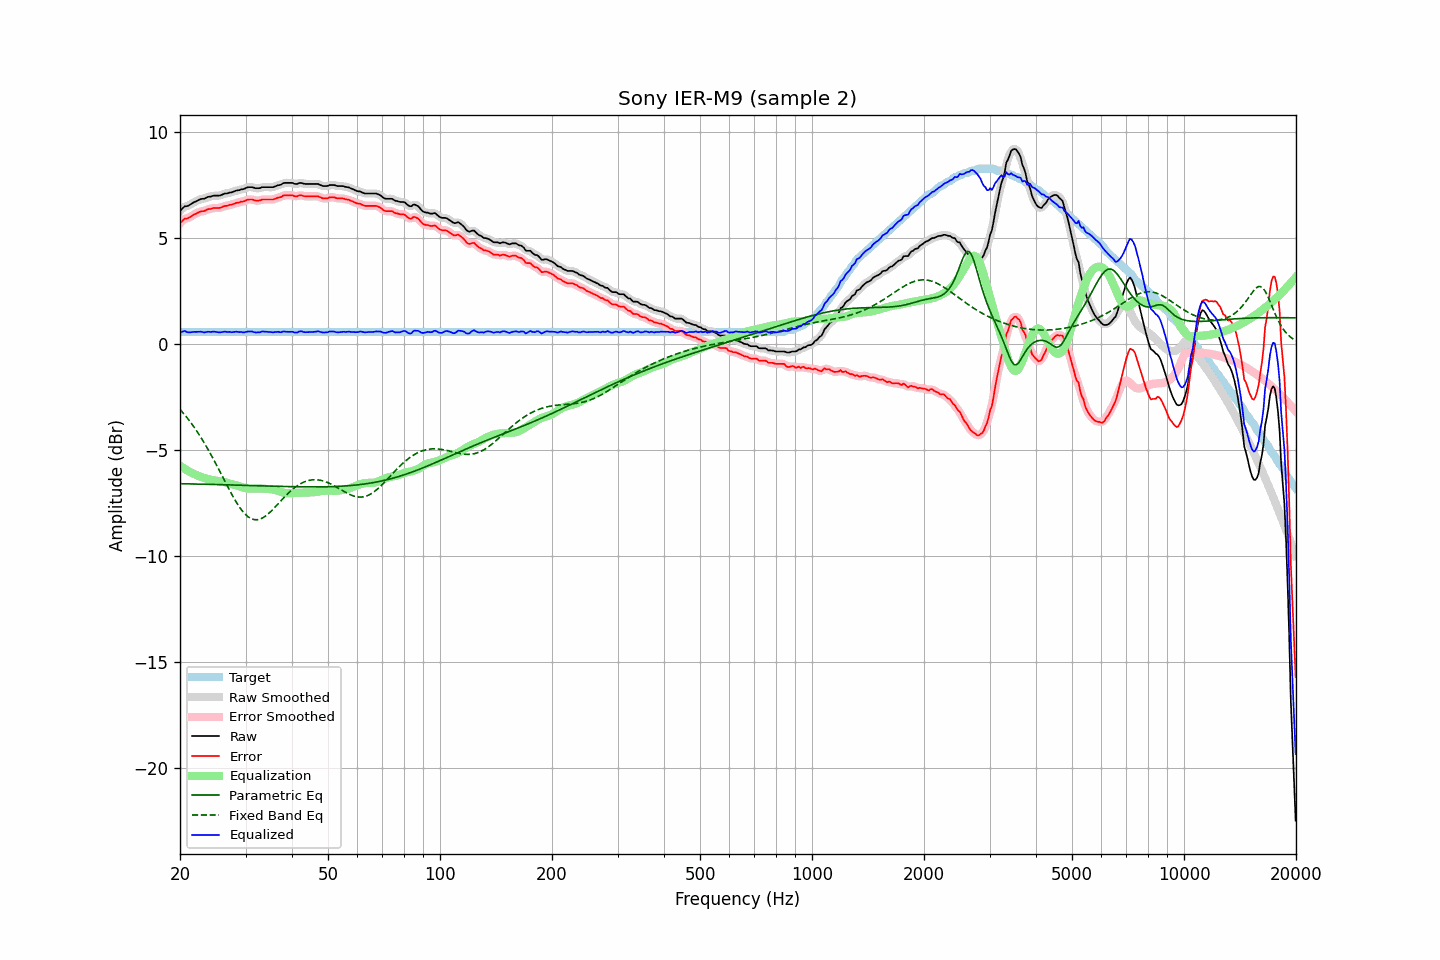 Sony IER-M9 (sample 2)
Amplitude (dBr)
10
5
0
−5
−10
−15
−20
Target
Raw Smoothed
Error Smoothed
Raw
Error
Equalization
Parametric Eq
Fixed Band Eq
Equalized
20 50 100 200 500 1000 2000 5000 10000 20000
Frequency (Hz)